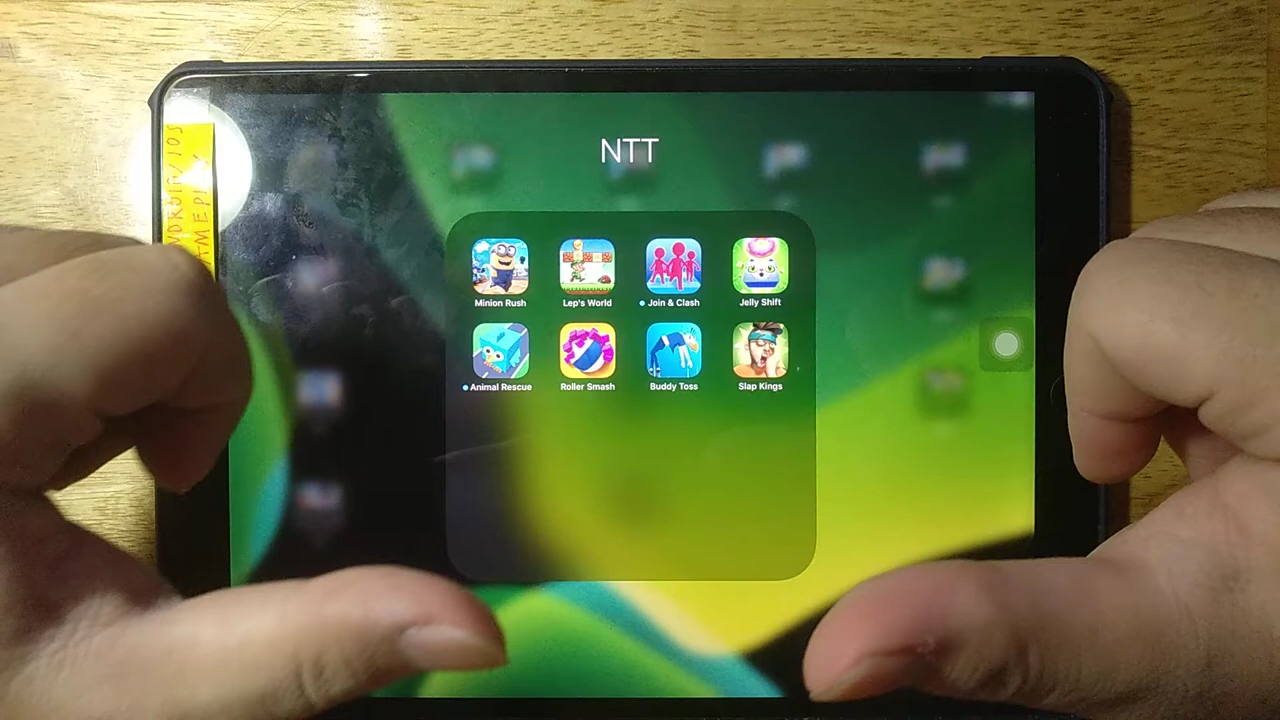 NTT
Minion Rush
Lep's World
Join & Clash
Jelly Shift
Animal Rescue
Roller Smash
Buddy Toss
Slap Kings